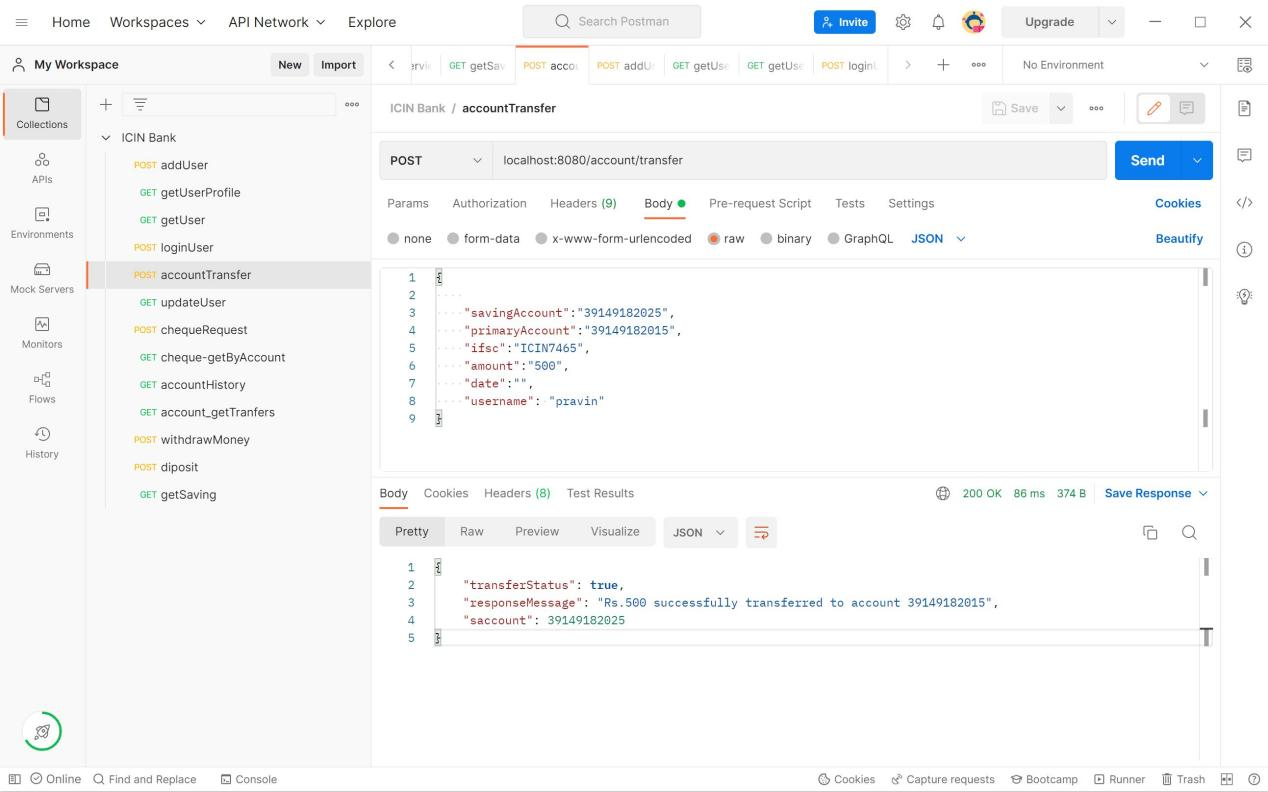 Home Workspaces API Network Explore Search Postman Invite Upgrade
My Workspace New Import
GET getSav POST accou POST addU GET getUse GET getUse POST loginU No Environment
Collections
APIs
Environments
Mock Servers
Monitors
Flows
History
ICIN Bank
POST addUser
GET getUserProfile
GET getUser
POST loginUser
POST accountTransfer
GET updateUser
POST chequeRequest
GET cheque-getByAccount
GET accountHistory
GET account_getTranfers
POST withdrawMoney
POST diposit
GET getSaving
ICIN Bank / accountTransfer Save
POST localhost:8080/account/transfer Send
Params Authorization Headers (9) Body Pre-request Script Tests Settings Cookies
none form-data x-www-form-urlencoded raw binary GraphQL JSON Beautify
1 {
2
3 "savingAccount":"39149182025",
4 "primaryAccount":"39149182015",
5 "ifsc":"ICIN7465",
6 "amount":"500",
7 "date":"",
8 "username": "pravin"
9 }
Body Cookies Headers (8) Test Results 200 OK 86 ms 374 B Save Response
Pretty Raw Preview Visualize JSON
1 {
2 "transferStatus": true,
3 "responseMessage": "Rs.500 successfully transferred to account 39149182015",
4 "saccount": 39149182025
5 }
Online Find and Replace Console Cookies Capture requests Bootcamp Runner Trash